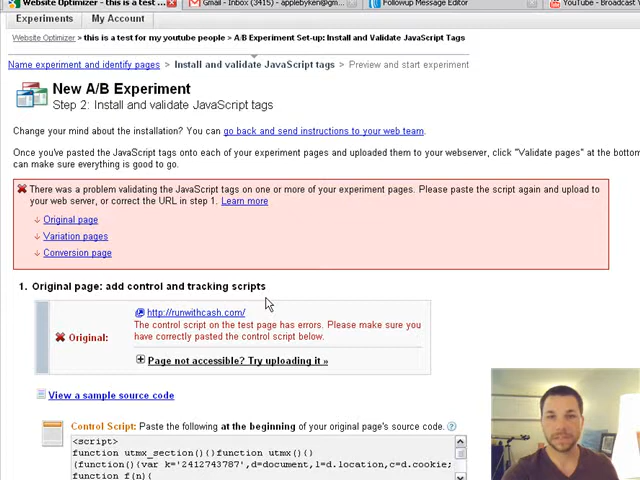 Website Optimizer - this is a test ...
Gmail - Inbox (3415) - applebyken@gm...
Followup Message Editor
YouTube - Broadcast Y
Experiments
My Account
Website Optimizer > this is a test for my youtube people > A/B Experiment Set-up: Install and Validate JavaScript Tags
Name experiment and identify pages > Install and validate JavaScript tags > Preview and start experiment
New A/B Experiment
Step 2: Install and validate JavaScript tags
Change your mind about the installation? You can go back and send instructions to your web team.
Once you've pasted the JavaScript tags onto each of your experiment pages and uploaded them to your webserver, click "Validate pages" at the bottom
can make sure everything is good to go.
There was a problem validating the JavaScript tags on one or more of your experiment pages. Please paste the script again and upload to
your web server, or correct the URL in step 1. Learn more
Original page
Variation pages
Conversion page
1. Original page: add control and tracking scripts
Original:
http://runwithcash.com/
The control script on the test page has errors. Please make sure you
have correctly pasted the control script below.
Page not accessible? Try uploading it »
View a sample source code
Control Script: Paste the following at the beginning of your original page's source code.
<script>
function utmx_section(){}function utmx(){}
(function(){var k='2412743787',d=document,l=d.location,c=d.cookie;
function f(n){